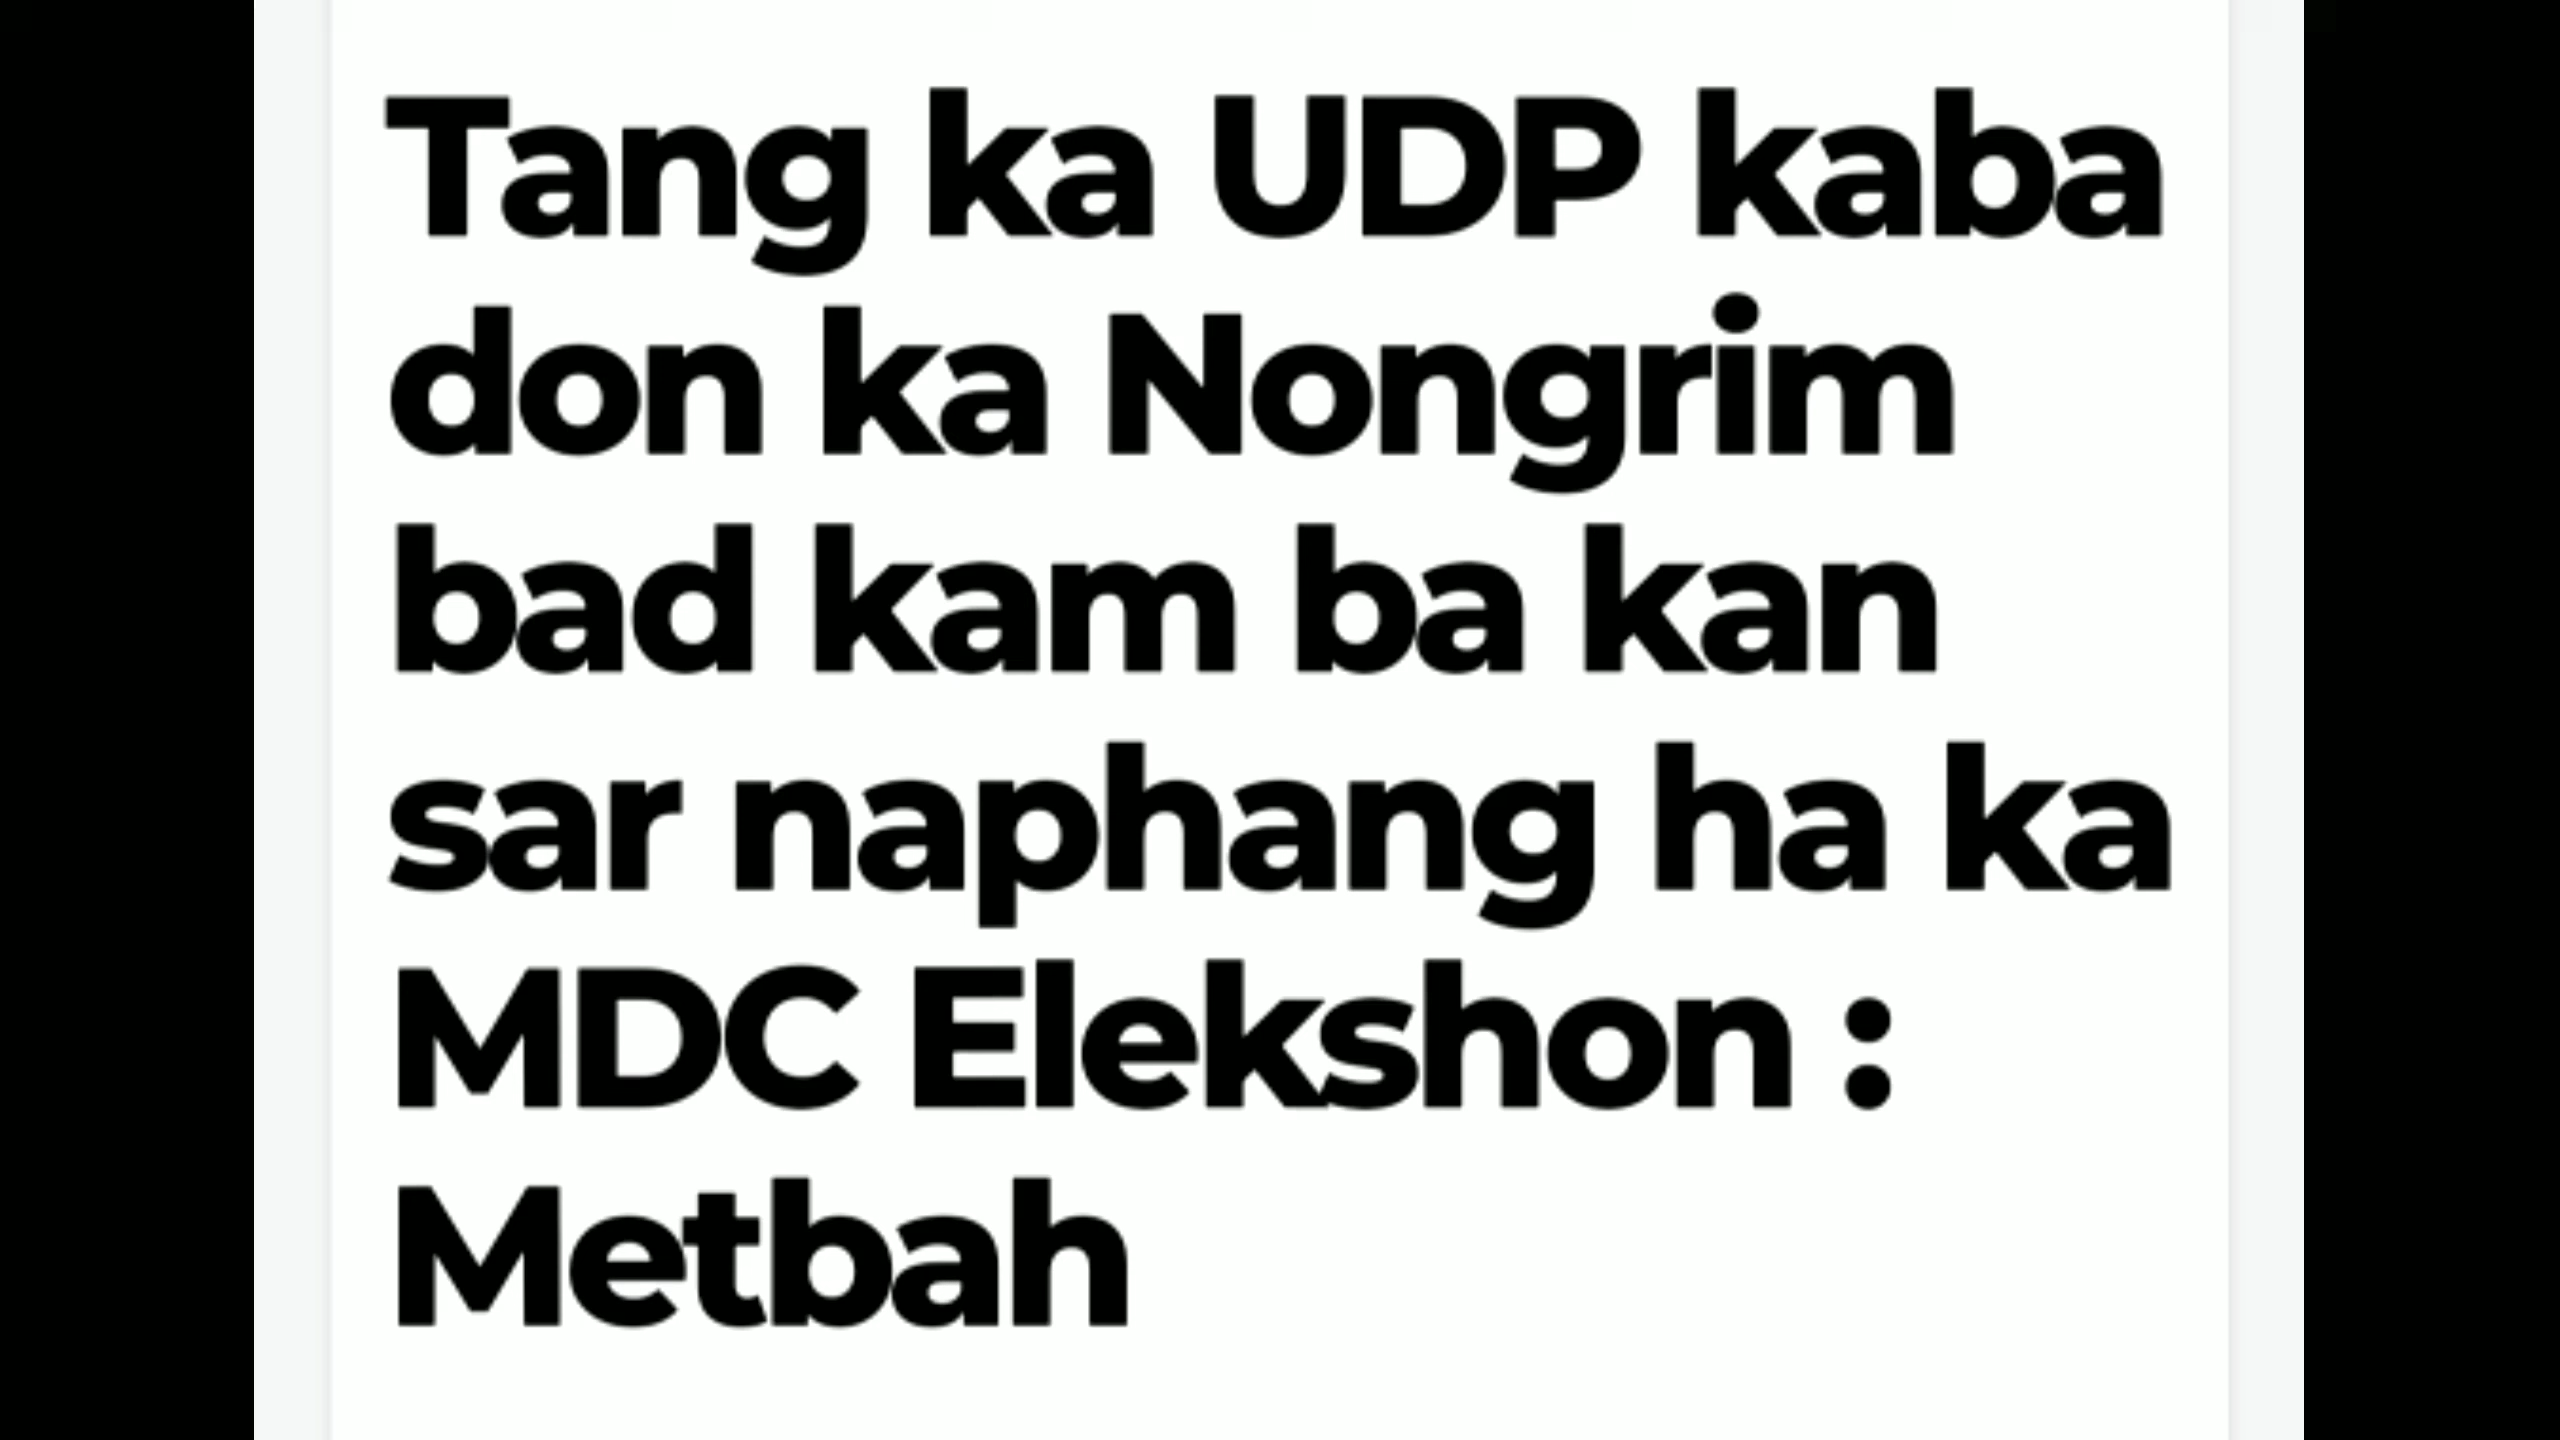 Tang ka UDP kaba
don ka Nongrim
bad kam ba kan
sar naphang ha ka
MDC Elekshon :
Metbah